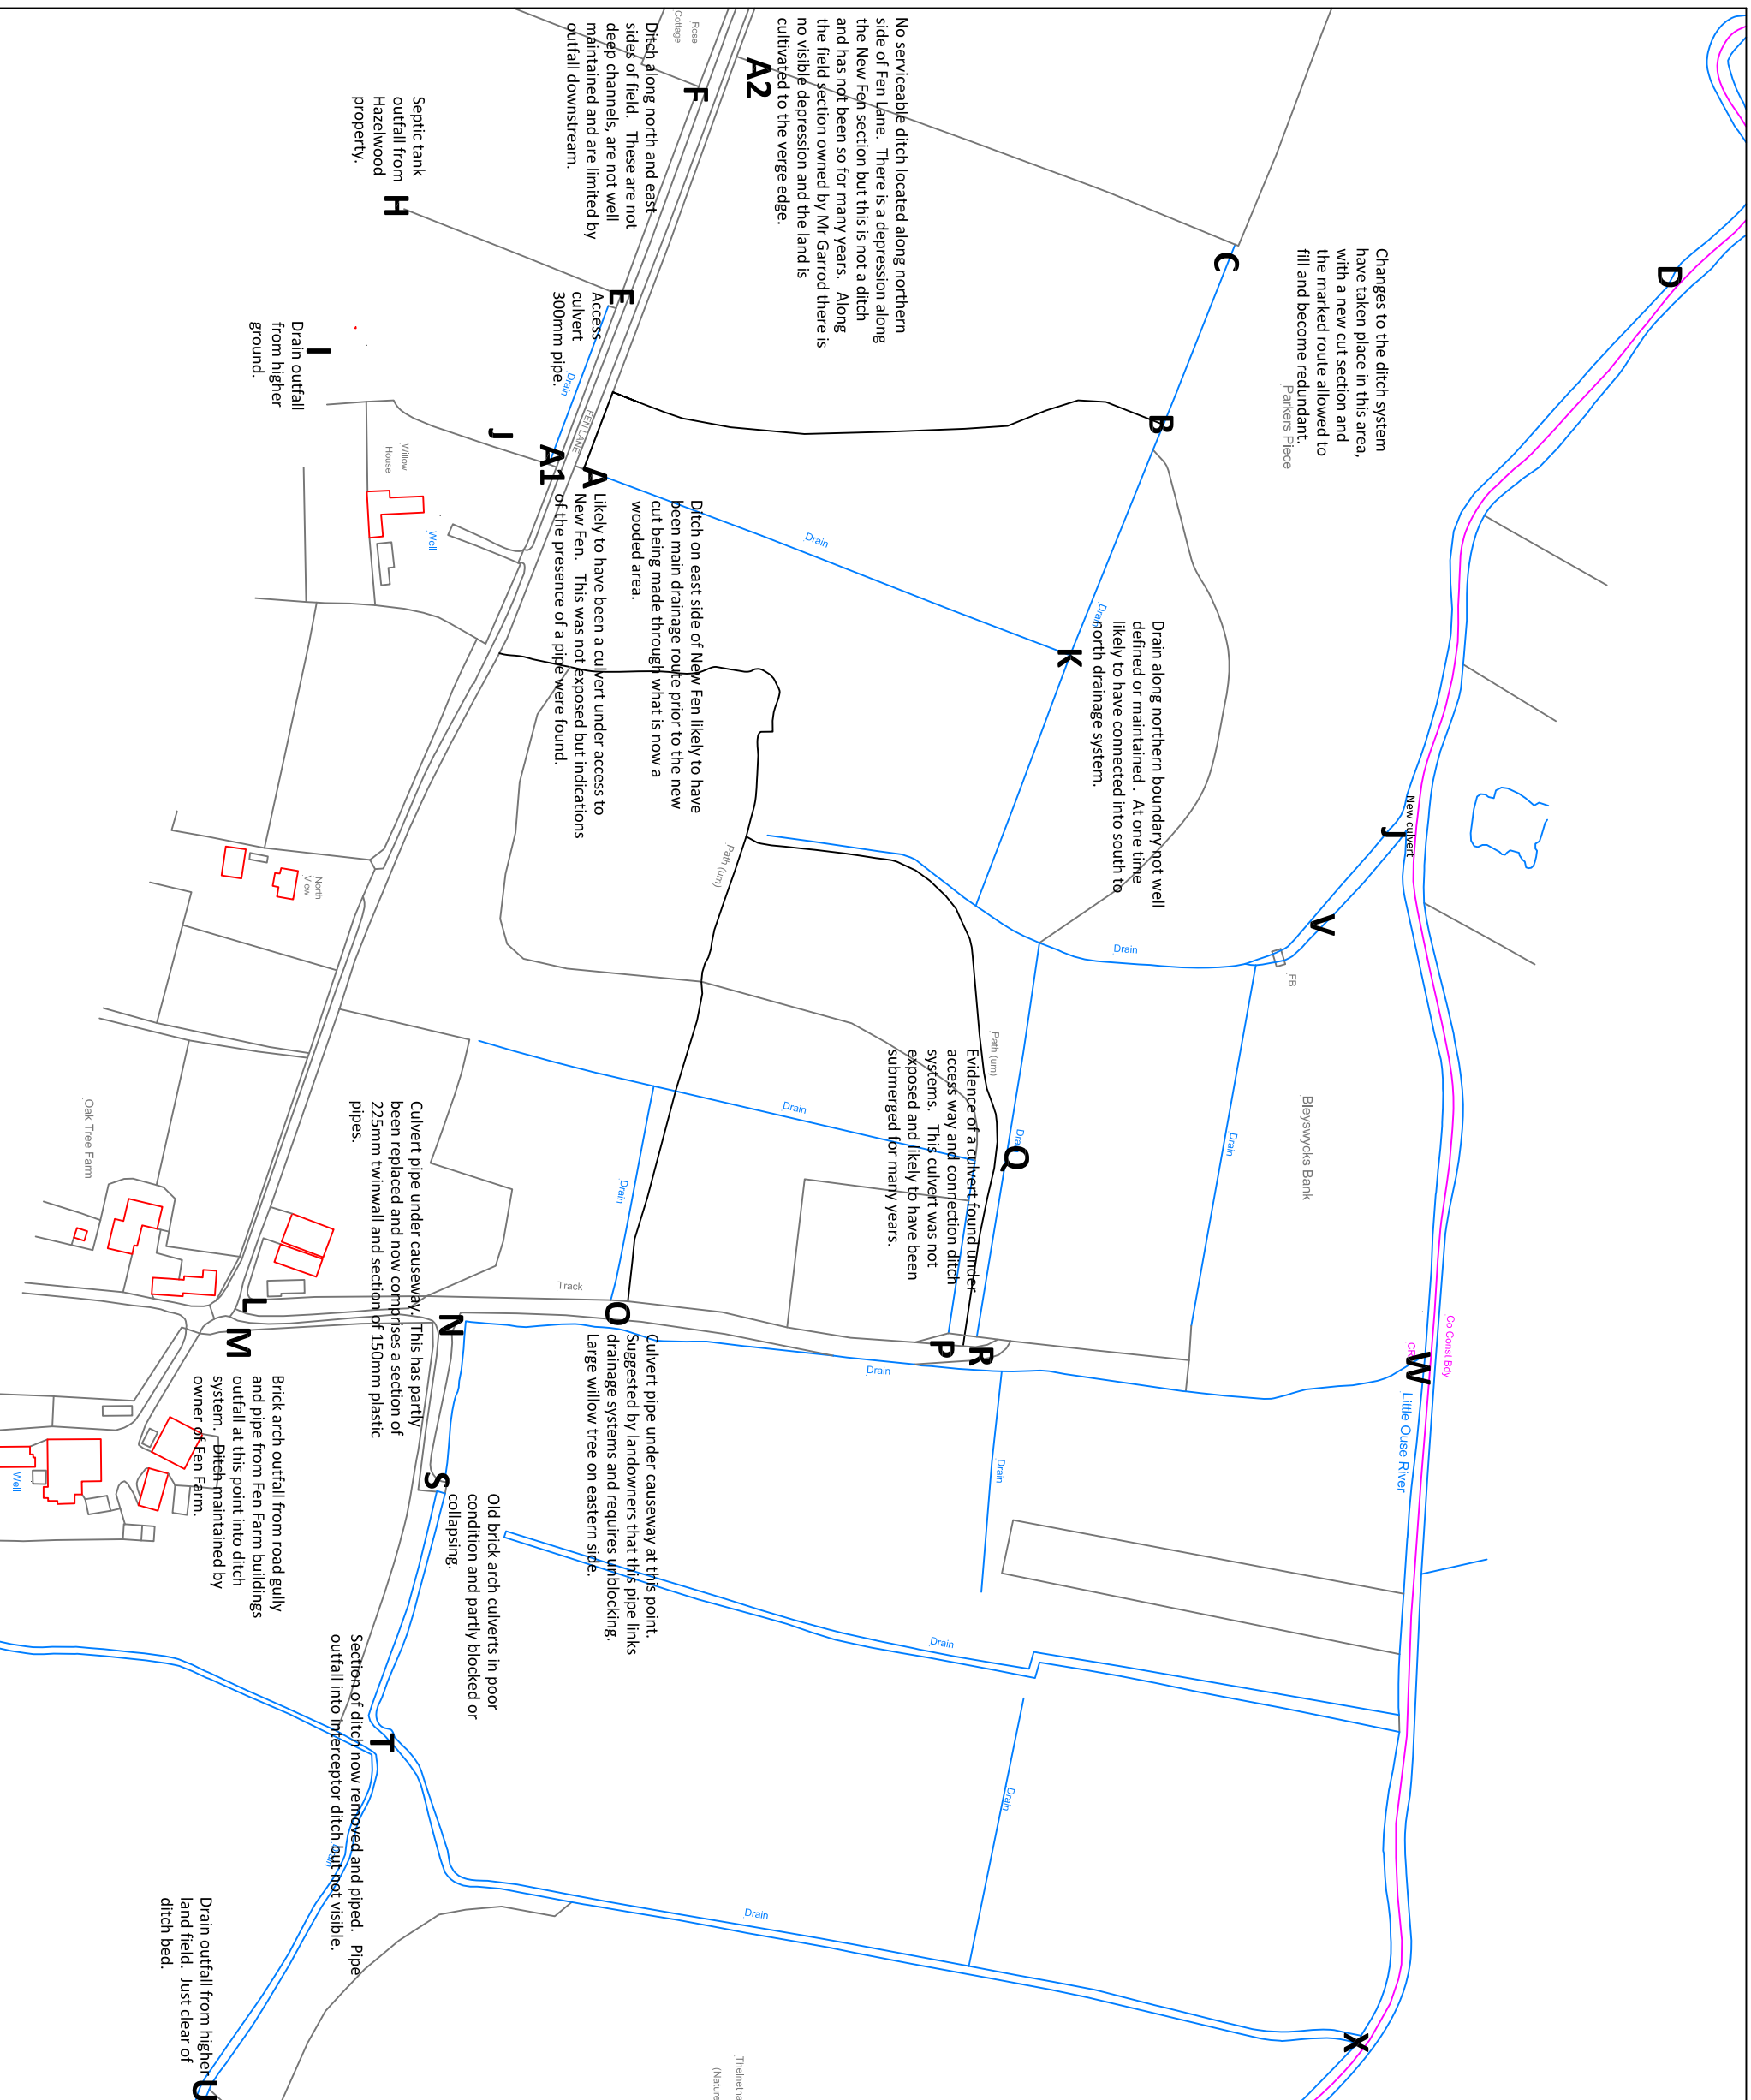 Rose
Cottage
F
A2
No serviceable ditch located along northern
side of Fen Lane.  There is a depression along
the New Fen section but this is not a ditch
and has not been so for many years.  Along
the field section owned by Mr Garrod there is
no visible depression and the land is
cultivated to the verge edge.
Ditch along north and east
sides of field.  These are not
deep channels, are not well
maintained and are limited by
outfall downstream.
Septic tank
outfall from
Hazelwood
property.
H
C
D
Changes to the ditch system
have taken place in this area,
with a new cut section and
the marked route allowed to
fill and become redundant.
Parkers Piece
E
Access
culvert
300mm pipe.
Drain
FEN LANE
I
Drain outfall
from higher
ground.
J
A1
A
B
Willow
House
Well
Likely to have been a culvert under access to
New Fen.  This was not exposed but indications
of the presence of a pipe were found.
Ditch on east side of New Fen likely to have
been main drainage route prior to the new
cut being made through what is now a
wooded area.
Drain
K
Drain
Drain along northern boundary not well
defined or maintained .  At one time
likely to have connected into south to
north drainage system.
New culvert
J
V
FB
Drain
Path (um)
North
View
Path (um)
Evidence of a culvert found under
access way and connection ditch
systems.  This culvert was not
exposed and likely to have been
submerged for many years.
Drain
Q
Drain
Drain
Bleyswycks Bank
Drain
Oak Tree Farm
Culvert pipe under causeway.  This has partly
been replaced and now comprises a section of
225mm twinwall and section of 150mm plastic
pipes.
Track
L
M
N
O
P
R
W
Co Const Bdy
CR
Little Ouse River
Drain
Culvert pipe under causeway at this point.
Suggested by landowners that this pipe links
drainage systems and requires unblocking.
Large willow tree on eastern side.
Brick arch outfall from road gully
and pipe from Fen Farm buildings
outfall at this point into ditch
system.  Ditch maintained by
owner of Fen Farm.
Well
S
Old brick arch culverts in poor
condition and partly blocked or
collapsing.
Drain
Drain
Section of ditch now removed and piped.  Pipe
outfall into interceptor ditch but not visible.
T
Drain
Drain
Drain
Drain outfall from higher
land field.  Just clear of
ditch bed.
U
X
Thelnetha
(Nature